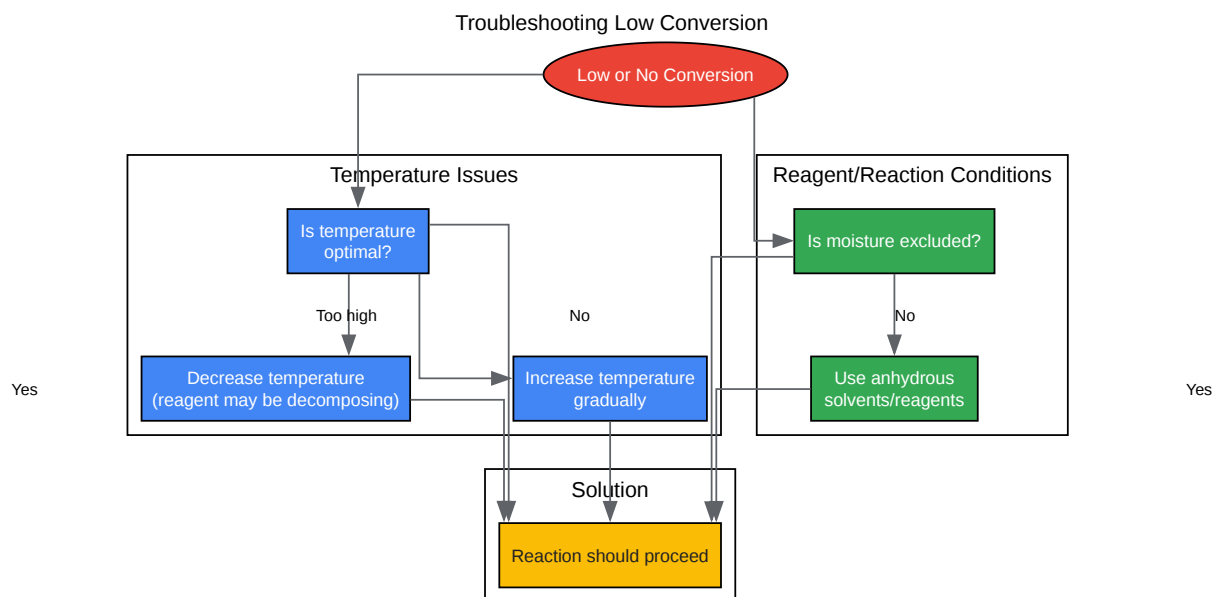 Troubleshooting Low Conversion
Low or No Conversion
Temperature Issues
Reagent/Reaction Conditions
Is temperature
optimal?
Is moisture excluded?
Too high
No
No
Decrease temperature
(reagent may be decomposing)
Increase temperature
gradually
Use anhydrous
solvents/reagents
Yes
Yes
Solution
Reaction should proceed